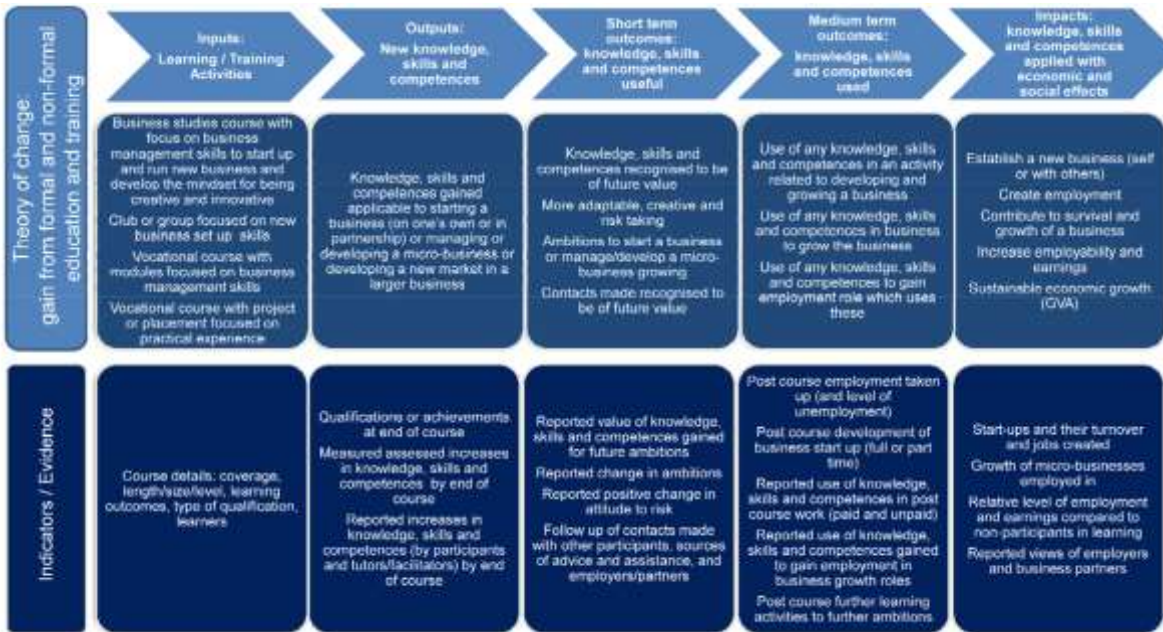 Theory of change:
gain from formal and non-formal
education and training
Inputs:
Learning / Training
Activities
Outputs:
New knowledge,
skills and
competences
Short term
outcomes:
knowledge, skills
and competences
useful
Medium term
outcomes:
knowledge, skills
and competences
used
Impacts:
knowledge, skills
and competences
applied with
economic and
social effects
Business studies course with
focus on business
management skills to start up
and run new business and
develop the mindset for being
creative and innovative
Club or group focused on new
business set up skills
Vocational course with
modules focused on business
management skills
Vocational course with project
or placement focused on
practical experience
Knowledge, skills and
competences gained
applicable to starting a
business (on one's own or in
partnership) or managing or
developing a micro-business or
developing a new market in a
larger business
Knowledge, skills and
competences recognised to be
of future value
More adaptable, creative and
risk taking
Ambitions to start a business
or manage/develop a micro-
business growing
Contacts made recognised to
be of future value
Use of any knowledge, skills
and competences in an activity
related to developing and
growing a business
Use of any knowledge, skills
and competences in business
to grow the business
Use of any knowledge, skills
and competences to gain
employment role which uses
these
Establish a new business (self
or with others)
Create employment
Contribute to survival and
growth of a business
Increase employability and
earnings
Sustainable economic growth
(GVA)
Indicators / Evidence
Course details: coverage,
length/size/level, learning
outcomes, type of qualification,
learners
Qualifications or achievements
at end of course
Measured assessed increases
in knowledge, skills and
competences by end of
course
Reported increases in
knowledge, skills and
competences (by participants
and tutors/facilitators) by end
of course
Reported value of knowledge,
skills and competences gained
for future ambitions
Reported change in ambitions
Reported positive change in
attitude to risk
Follow up of contacts made
with other participants, sources
of advice and assistance, and
employers/partners
Post course employment taken
up (and level of
unemployment)
Post course development of
business start up (full or part
time)
Reported use of knowledge,
skills and competences in post
course work (paid and unpaid)
Reported use of knowledge,
skills and competences gained
to gain employment in
business growth roles
Post course further learning
activities to further ambitions
Start-ups and their turnover
and jobs created
Growth of micro-businesses
employed in
Relative level of employment
and earnings compared to
non-participants in learning
Reported views of employers
and business partners